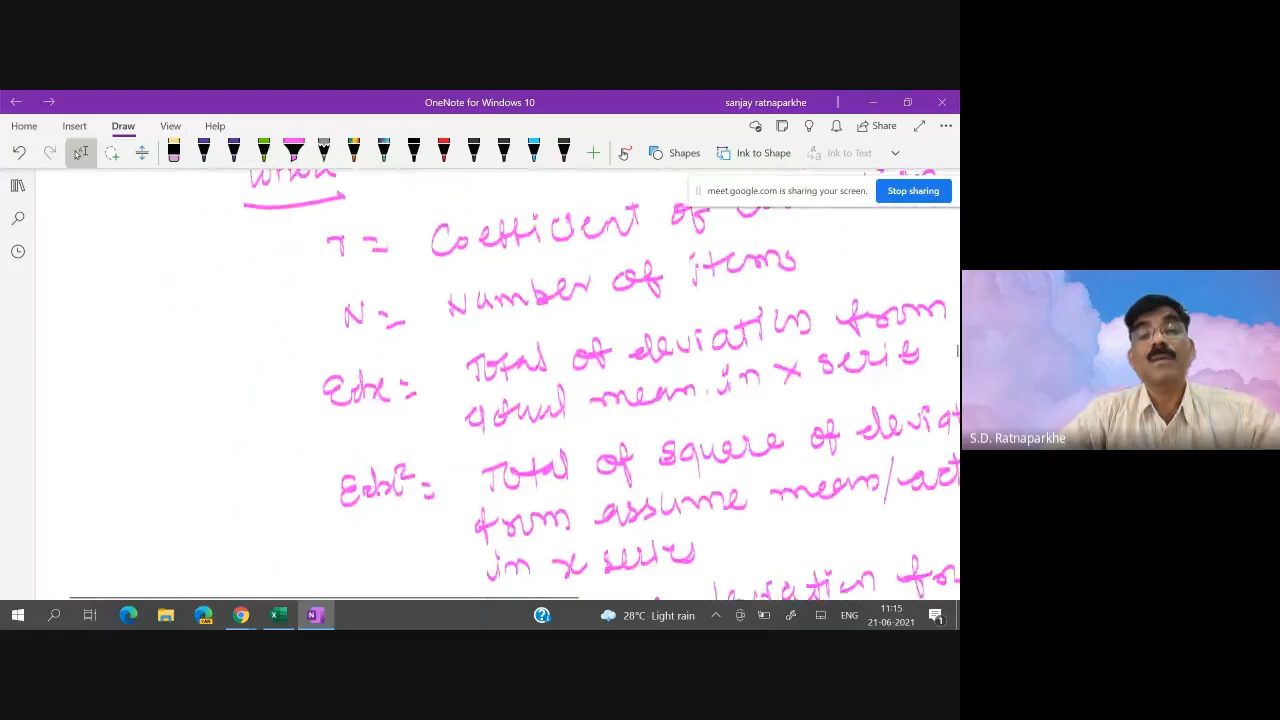 OneNote for Windows 10
sanjay ratnaparkhe
Home Insert Draw View Help
Share
Shapes Ink to Shape Ink to Text
meet.google.com is sharing your screen. Stop sharing
r = Coefficient of
N = Number of items
Σdx = Total of deviation from
actual mean in x series
Σdx² = Total of square of deviat
from assume mean/act
in x series
deviation fro
S.D. Ratnaparkhe
28°C Light rain
ENG
11:15
21-06-2021